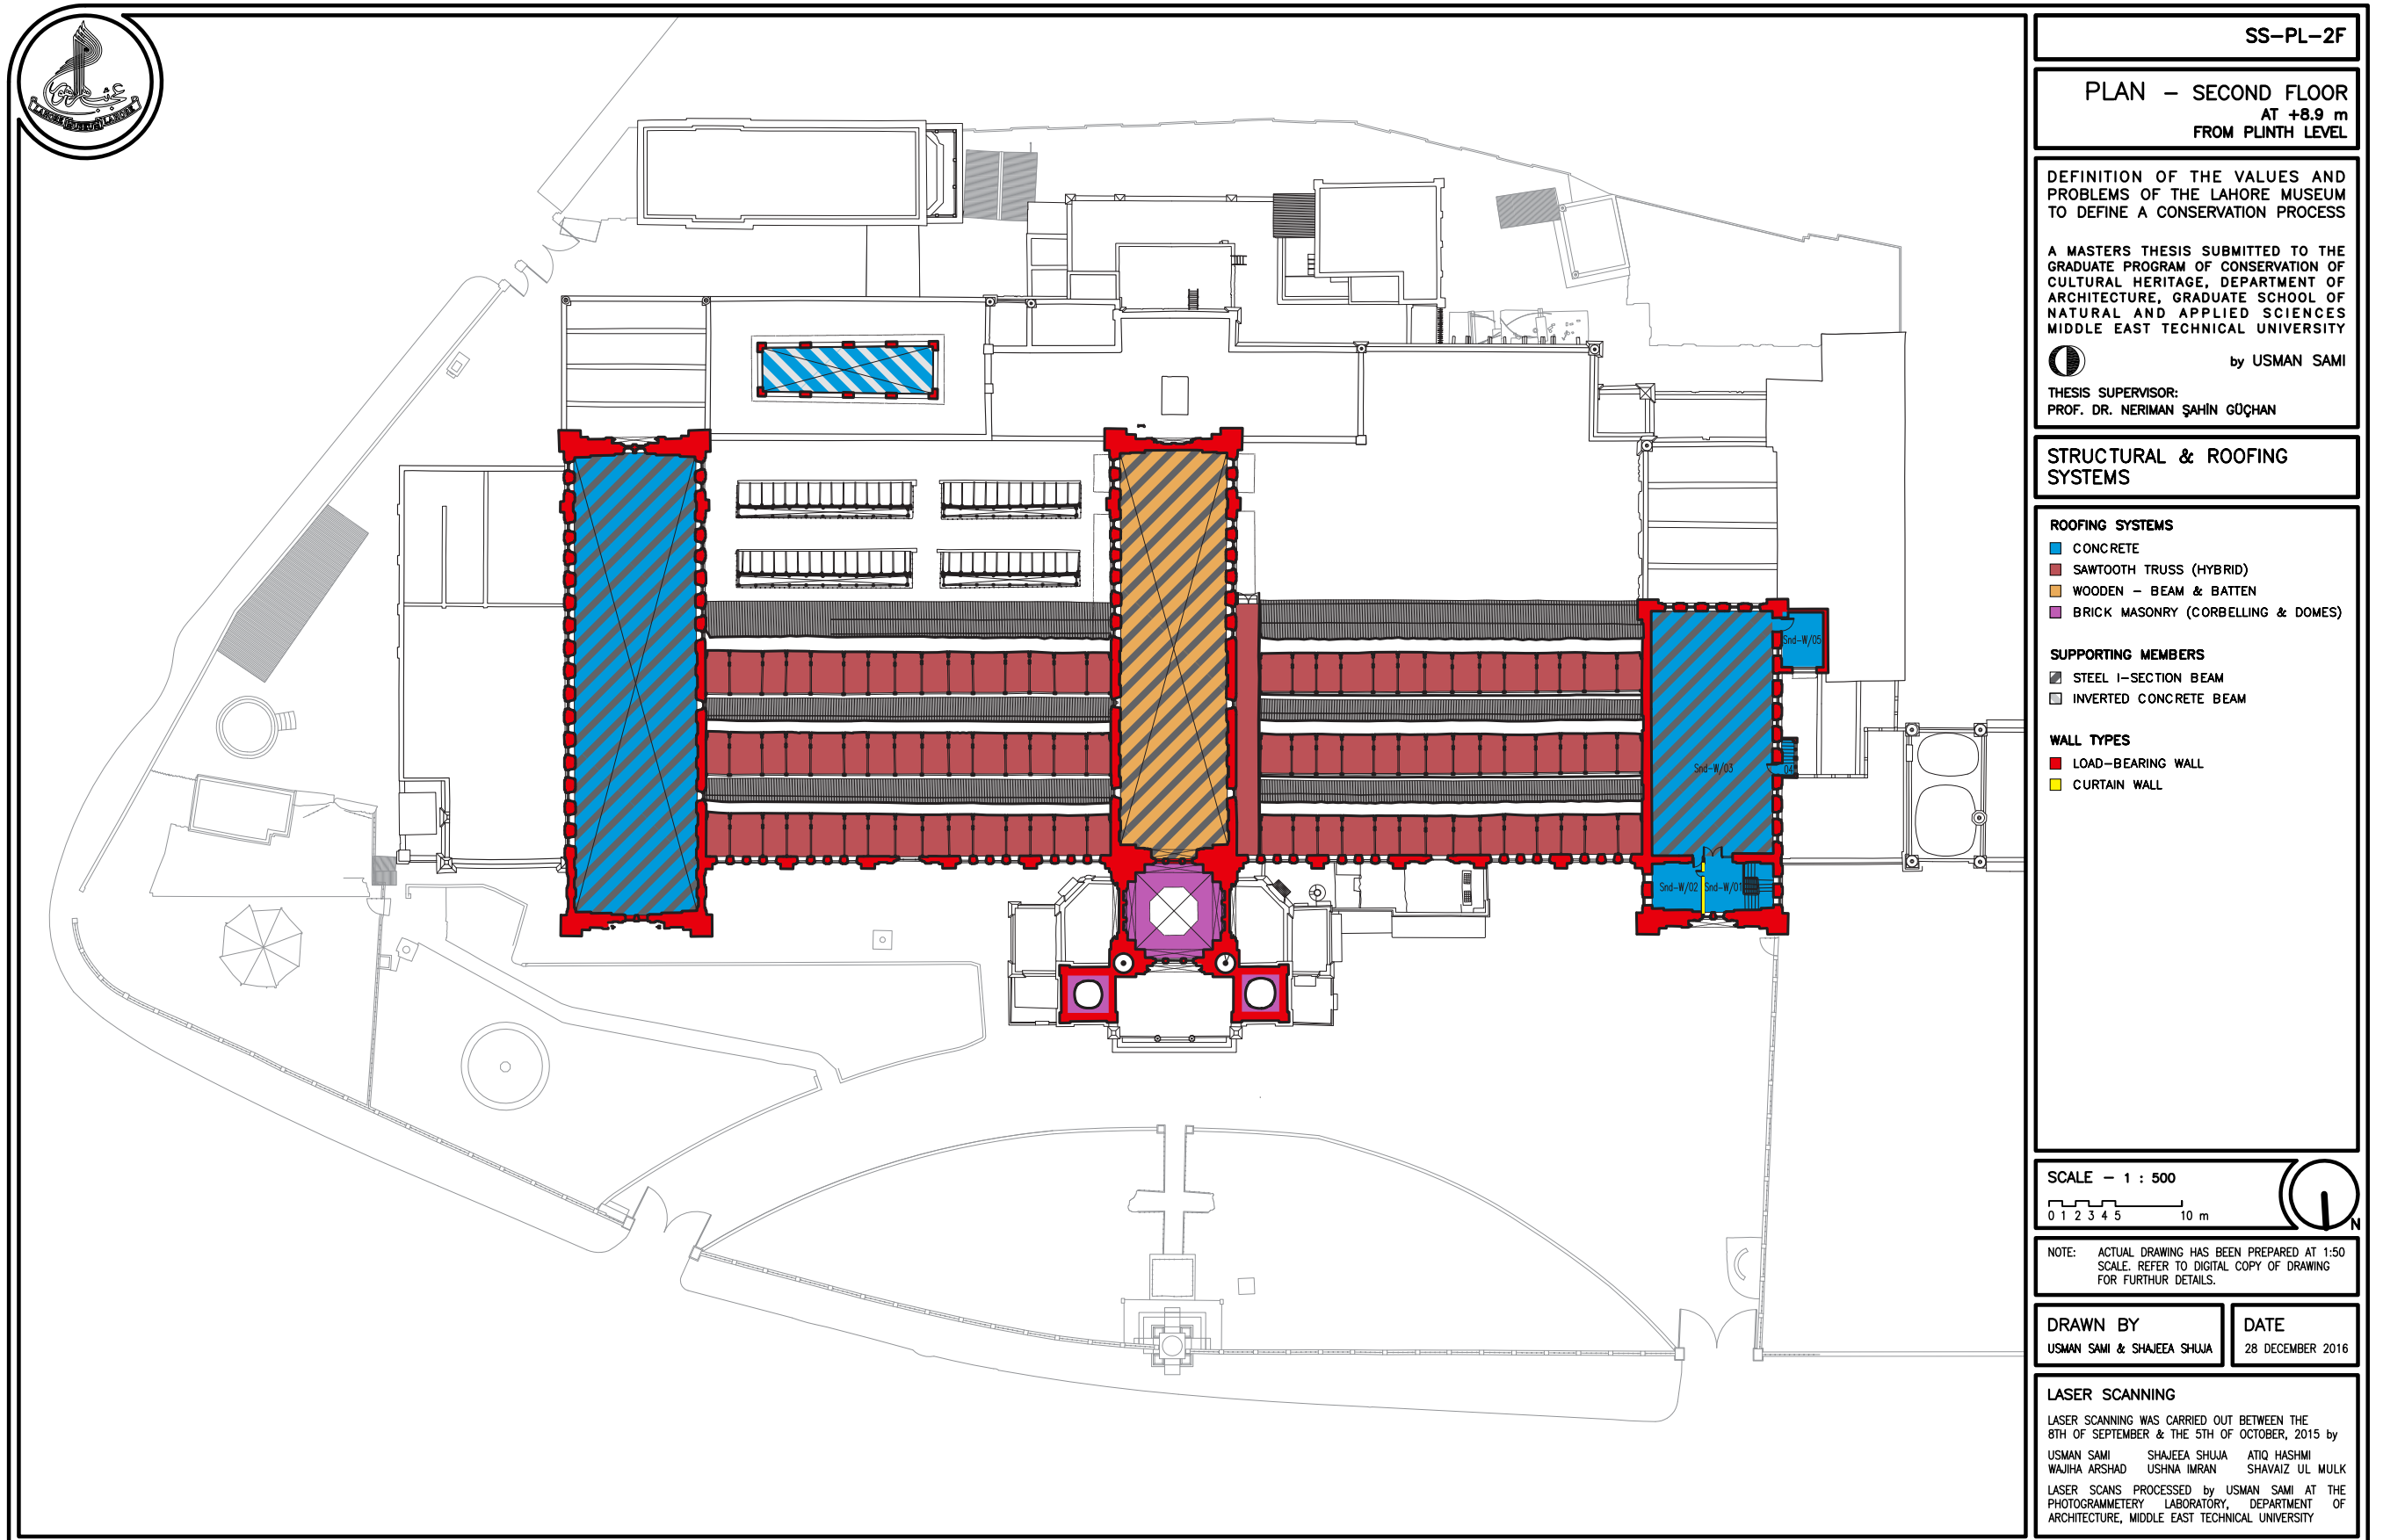 LAHORE MUSEUM LAHORE
SS-PL-2F
PLAN - SECOND FLOOR
AT +8.9 m
FROM PLINTH LEVEL
DEFINITION OF THE VALUES AND
PROBLEMS OF THE LAHORE MUSEUM
TO DEFINE A CONSERVATION PROCESS
A MASTERS THESIS SUBMITTED TO THE
GRADUATE PROGRAM OF CONSERVATION OF
CULTURAL HERITAGE, DEPARTMENT OF
ARCHITECTURE, GRADUATE SCHOOL OF
NATURAL AND APPLIED SCIENCES
MIDDLE EAST TECHNICAL UNIVERSITY
by USMAN SAMI
THESIS SUPERVISOR:
PROF. DR. NERIMAN ŞAHİN GÜÇHAN
STRUCTURAL & ROOFING
SYSTEMS
ROOFING SYSTEMS
CONCRETE
SAWTOOTH TRUSS (HYBRID)
WOODEN - BEAM & BATTEN
BRICK MASONRY (CORBELLING & DOMES)
SUPPORTING MEMBERS
STEEL I-SECTION BEAM
INVERTED CONCRETE BEAM
WALL TYPES
LOAD-BEARING WALL
CURTAIN WALL
Snd-W/05
Snd-W/03
04
Snd-W/02
Snd-W/01
SCALE - 1 : 500
0 1 2 3 4 5 10 m
N
NOTE: ACTUAL DRAWING HAS BEEN PREPARED AT 1:50
SCALE. REFER TO DIGITAL COPY OF DRAWING
FOR FURTHUR DETAILS.
DRAWN BY
USMAN SAMI & SHAJEEA SHUJA
DATE
28 DECEMBER 2016
LASER SCANNING
LASER SCANNING WAS CARRIED OUT BETWEEN THE
8TH OF SEPTEMBER & THE 5TH OF OCTOBER, 2015 by
USMAN SAMI SHAJEEA SHUJA ATIQ HASHMI
WAJIHA ARSHAD USHNA IMRAN SHAVAIZ UL MULK
LASER SCANS PROCESSED by USMAN SAMI AT THE
PHOTOGRAMMETERY LABORATORY, DEPARTMENT OF
ARCHITECTURE, MIDDLE EAST TECHNICAL UNIVERSITY